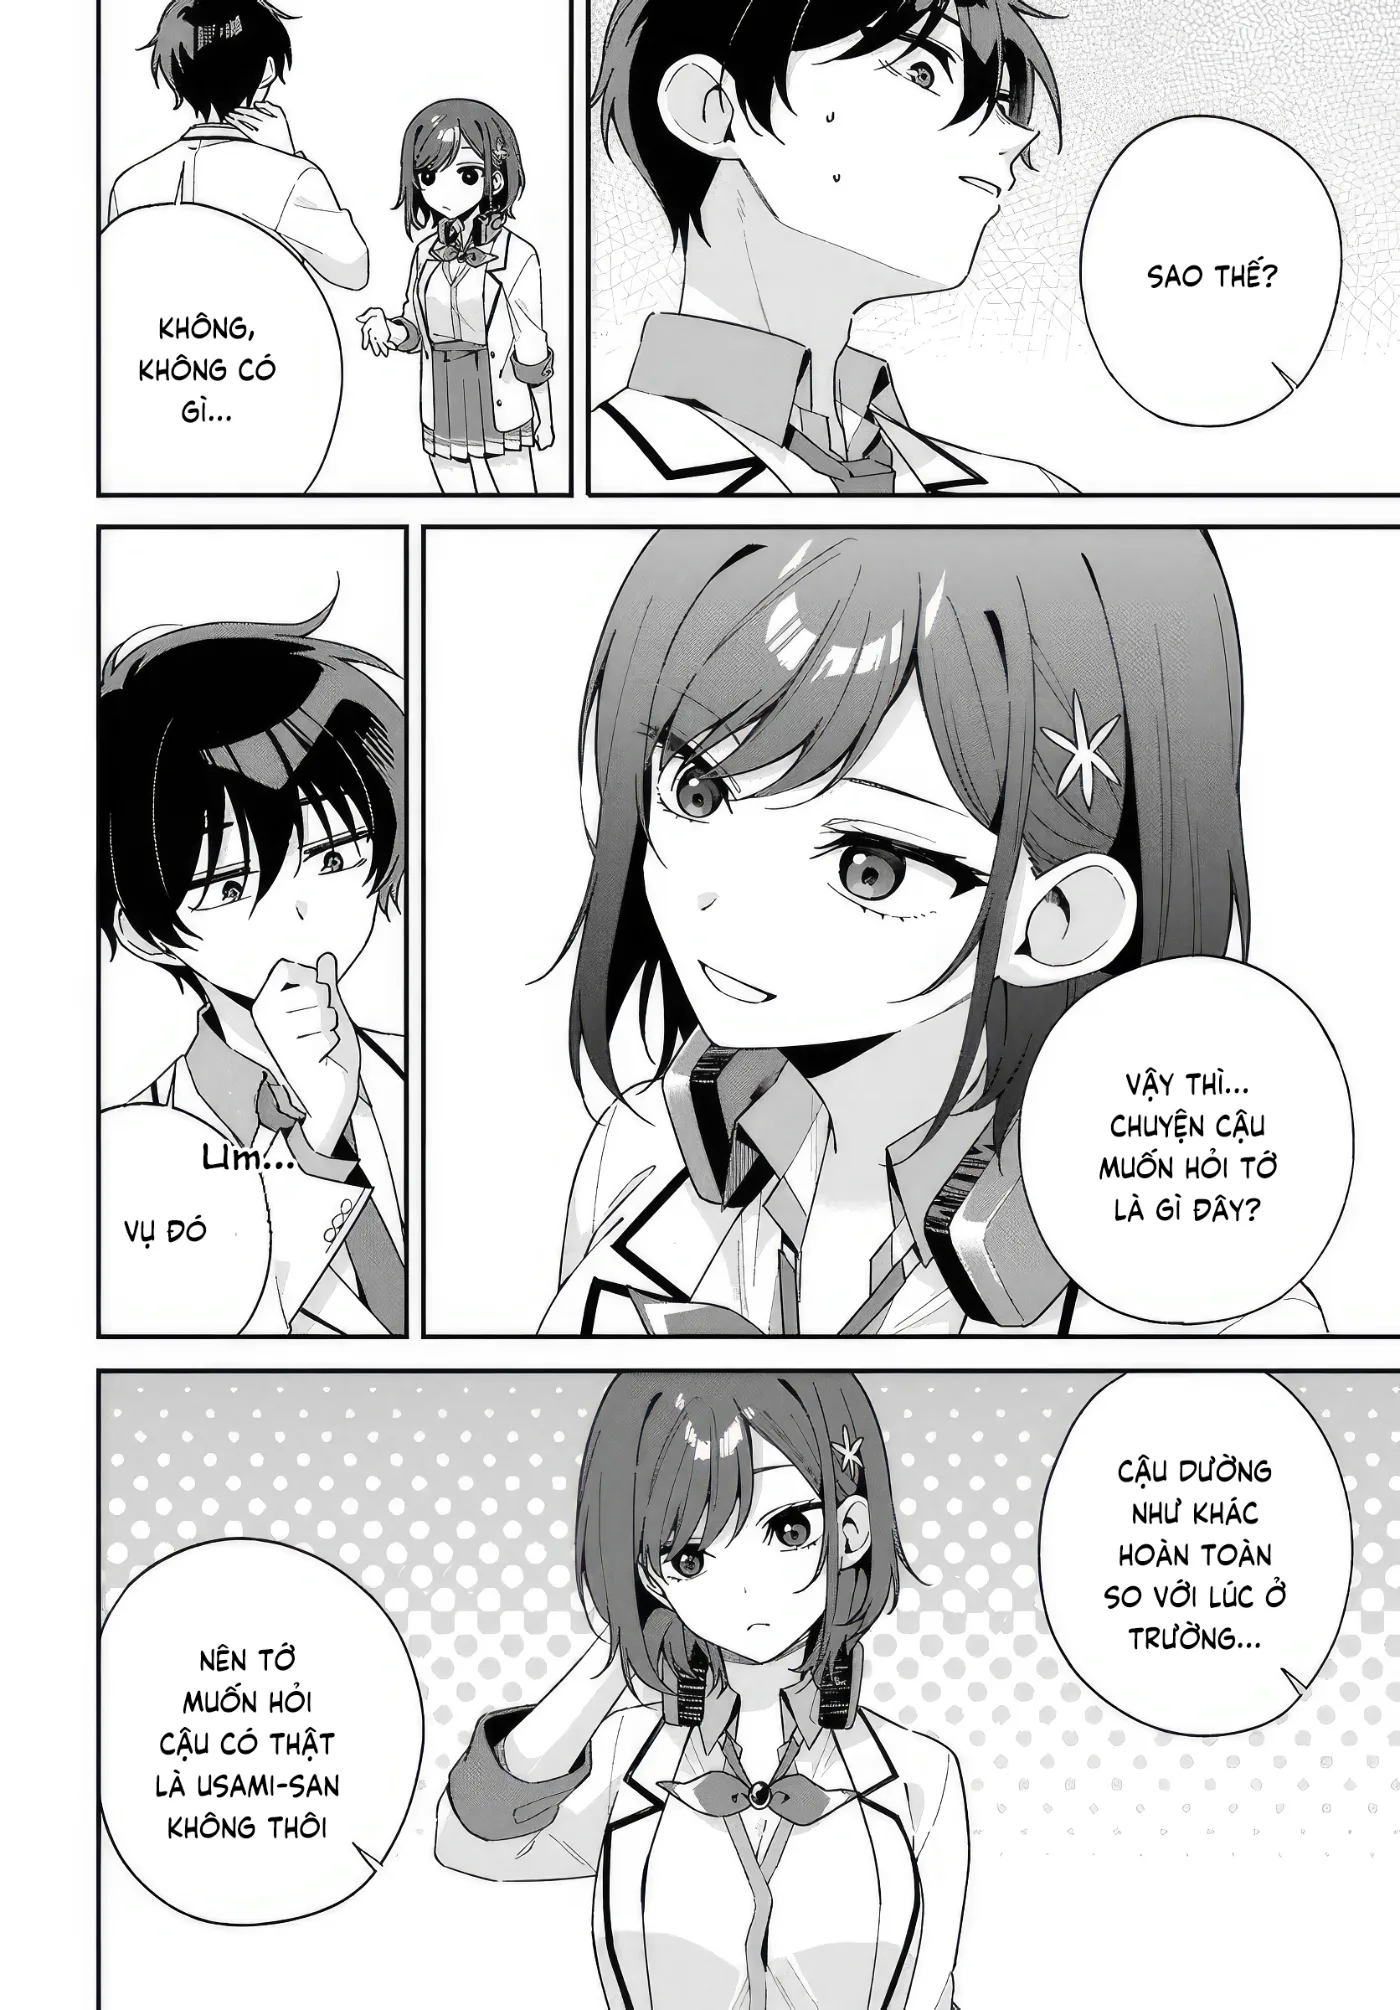 SAO THẾ?
KHÔNG,
KHÔNG CÓ
GÌ...
VẬY THÌ...
CHUYỆN CẬU
MUỐN HỎI TỚ
LÀ GÌ ĐÂY?
Um...
VỤ ĐÓ
CẬU DƯỜNG
NHƯ KHÁC
HOÀN TOÀN
SO VỚI LÚC Ở
TRƯỜNG...
NÊN TỚ
MUỐN HỎI
CẬU CÓ THẬT
LÀ USAMI-SAN
KHÔNG THÔI